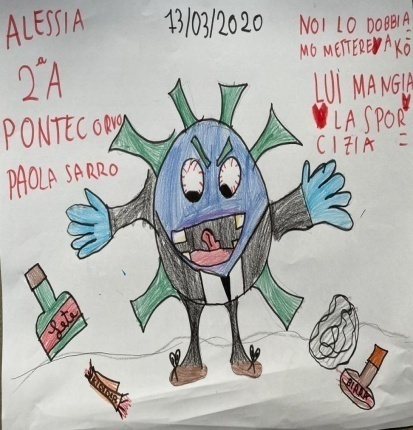 ALESSIA
2ªA
PONTECORVO
PAOLA SARRO
13/03/2020
NOI LO DOBBIA=
MO METTERE A KO
LUI MANGIA
LA SPOR=
CIZIA
Lete
BIRRA